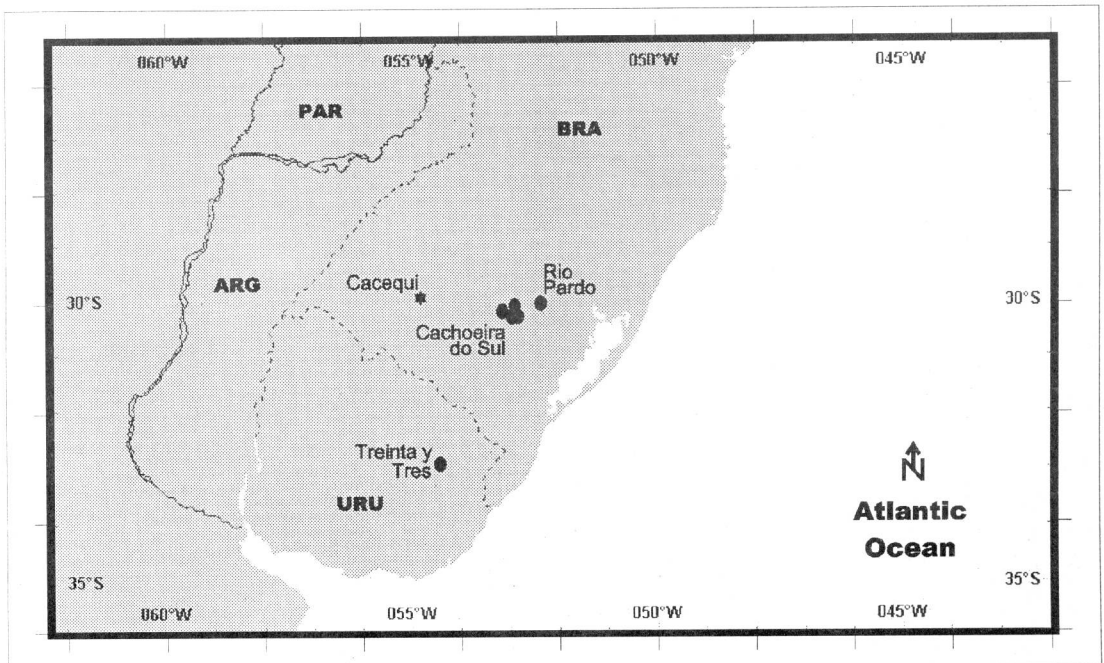 060°W 055°W 050°W 045°W
PAR
BRA
Rio
Pardo
Cacequi
ARG
30°S 30°S
Cachoeira
do Sul
Treinta y
Tres
URU
N
Atlantic
Ocean
35°S 35°S
060°W 055°W 050°W 045°W